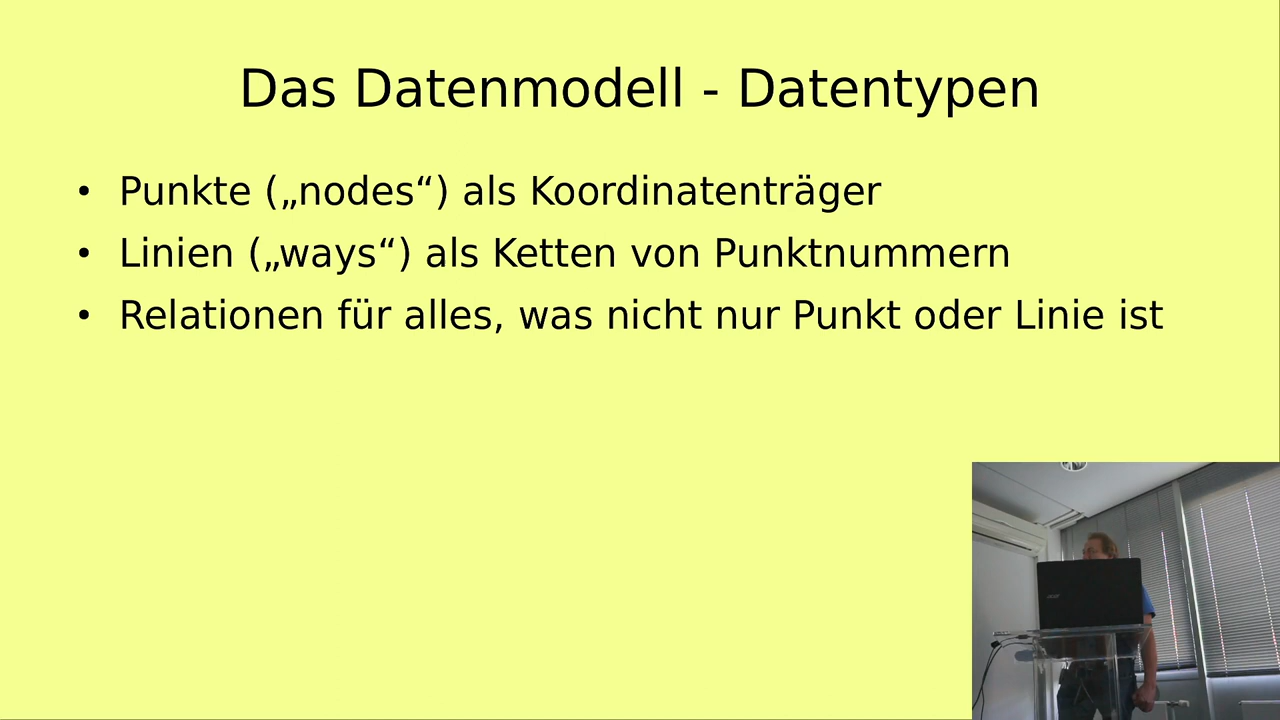 Das Datenmodell - Datentypen
• Punkte („nodes“) als Koordinatenträger
• Linien („ways“) als Ketten von Punktnummern
• Relationen für alles, was nicht nur Punkt oder Linie ist